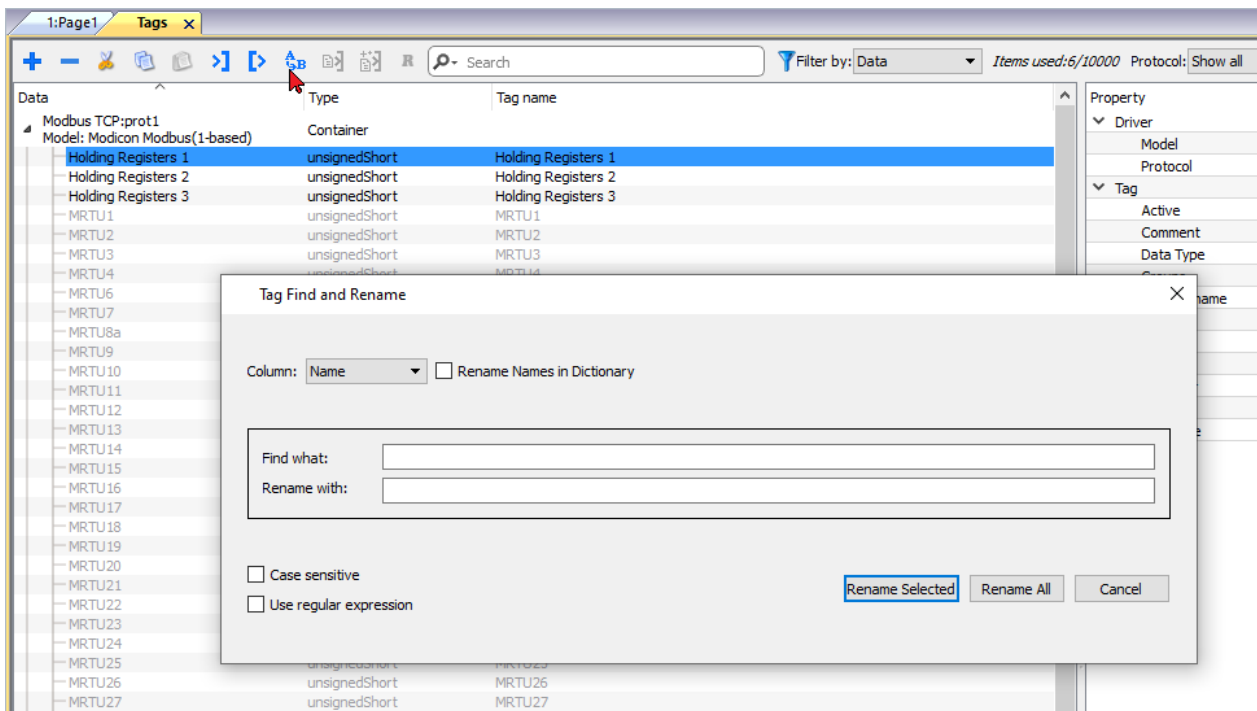 1:Page1 Tags
Search Filter by: Data Items used:6/10000 Protocol: Show all
Data Type Tag name Property
Modbus TCP:prot1
Model: Modicon Modbus(1-based) Container
Holding Registers 1 unsignedShort Holding Registers 1
Holding Registers 2 unsignedShort Holding Registers 2
Holding Registers 3 unsignedShort Holding Registers 3
MRTU1 unsignedShort MRTU1
MRTU2 unsignedShort MRTU2
MRTU3 unsignedShort MRTU3
MRTU4 unsignedShort MRTU4
MRTU6
MRTU7
MRTU8a
MRTU9
MRTU10
MRTU11
MRTU12
MRTU13
MRTU14
MRTU15
MRTU16
MRTU17
MRTU18
MRTU19
MRTU20
MRTU21
MRTU22
MRTU23
MRTU24
MRTU25 unsignedShort MRTU25
MRTU26 unsignedShort MRTU26
MRTU27 unsignedShort MRTU27
Driver
Model
Protocol
Tag
Active
Comment
Data Type
Groups
name
Tag Find and Rename
Column: Name Rename Names in Dictionary
Find what:
Rename with:
Case sensitive
Use regular expression
Rename Selected Rename All Cancel